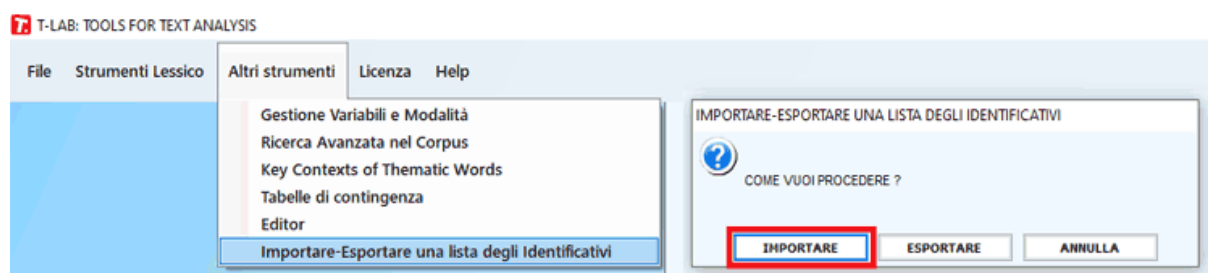 T-LAB: TOOLS FOR TEXT ANALYSIS
File Strumenti Lessico Altri strumenti Licenza Help
Gestione Variabili e Modalità
Ricerca Avanzata nel Corpus
Key Contexts of Thematic Words
Tabelle di contingenza
Editor
Importare-Esportare una lista degli Identificativi
IMPORTARE-ESPORTARE UNA LISTA DEGLI IDENTIFICATIVI
COME VUOI PROCEDERE ?
IMPORTARE ESPORTARE ANNULLA